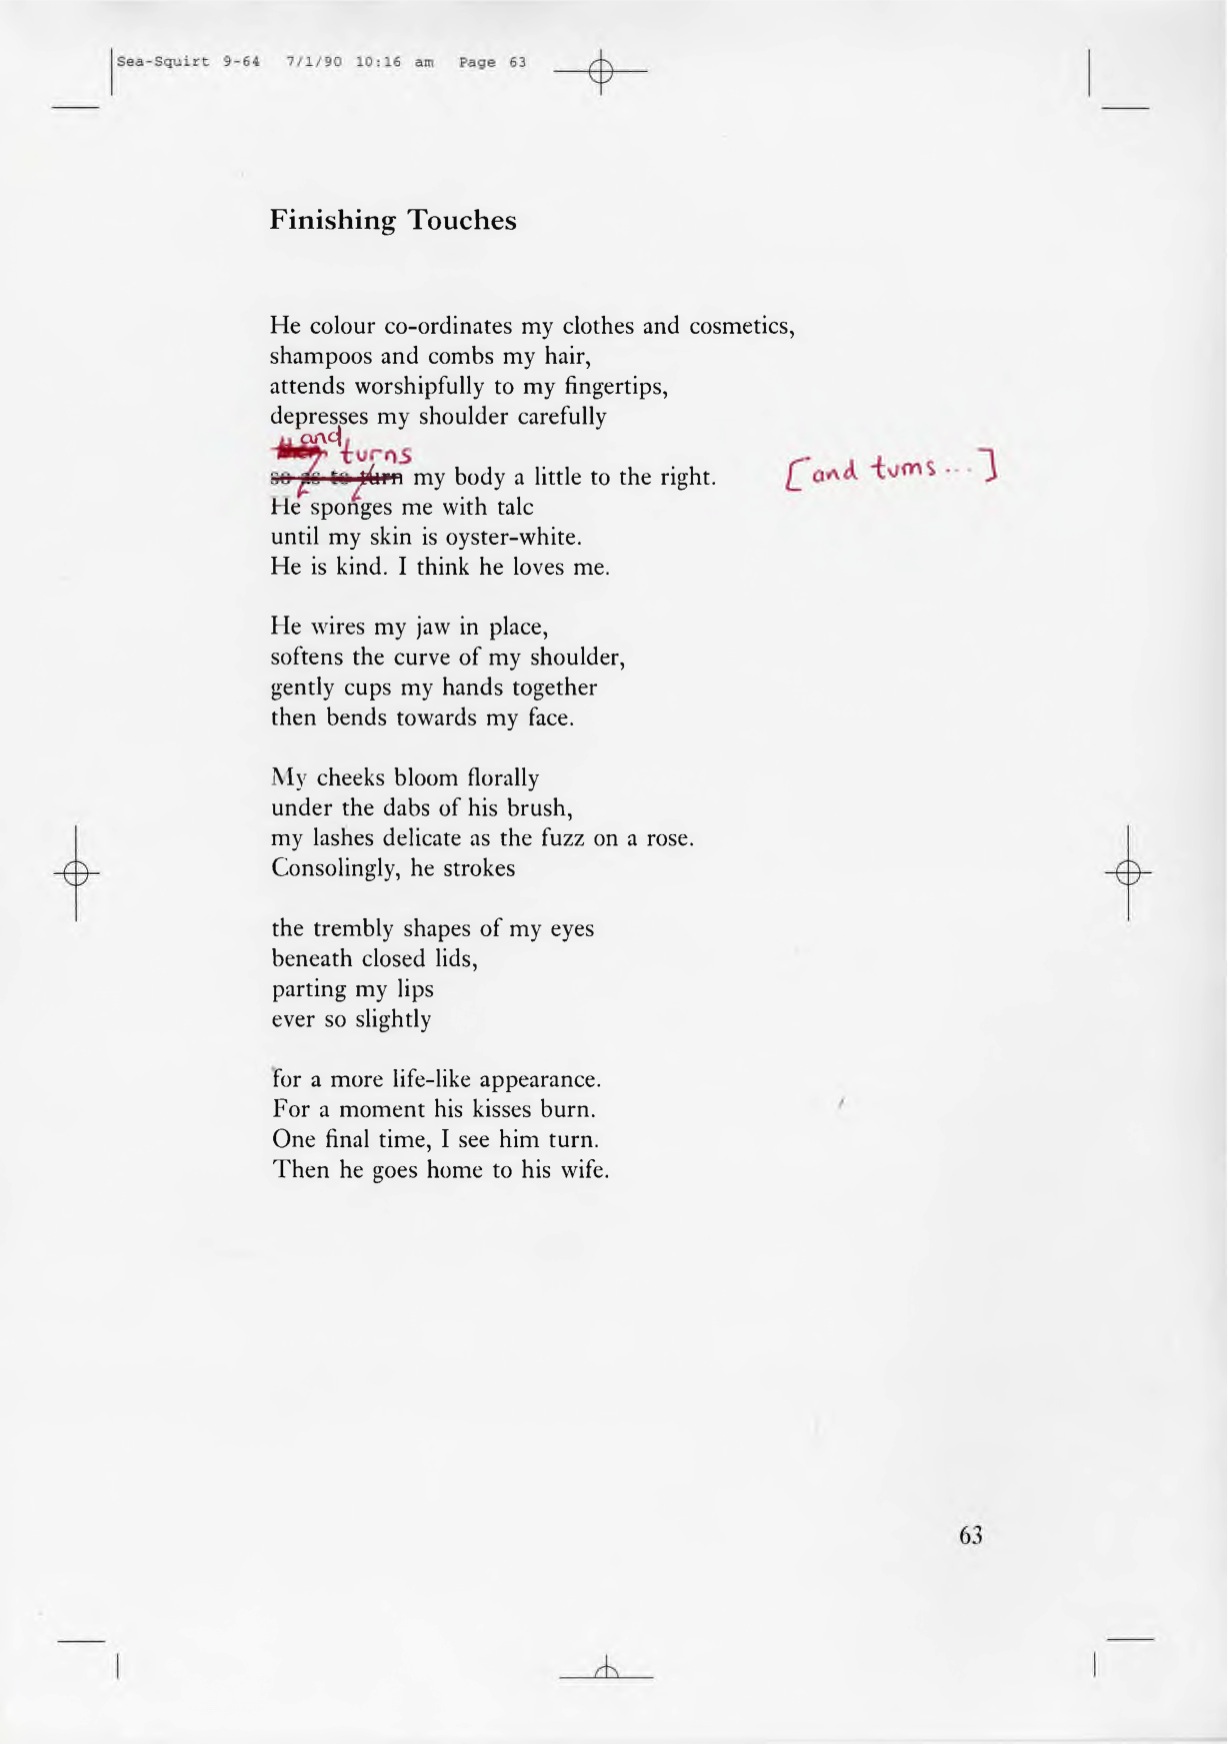 Sea-Squirt 9-64 7/1/90 10:16 am Page 63
Finishing Touches
He colour co-ordinates my clothes and cosmetics,
shampoos and combs my hair,
attends worshipfully to my fingertips,
depresses my shoulder carefully
and
turns
so as to turn my body a little to the right. [and turns ... ]
He sponges me with talc
until my skin is oyster-white.
He is kind. I think he loves me.
He wires my jaw in place,
softens the curve of my shoulder,
gently cups my hands together
then bends towards my face.
My cheeks bloom florally
under the dabs of his brush,
my lashes delicate as the fuzz on a rose.
Consolingly, he strokes
the trembly shapes of my eyes
beneath closed lids,
parting my lips
ever so slightly
for a more life-like appearance.
For a moment his kisses burn.
One final time, I see him turn.
Then he goes home to his wife.
63